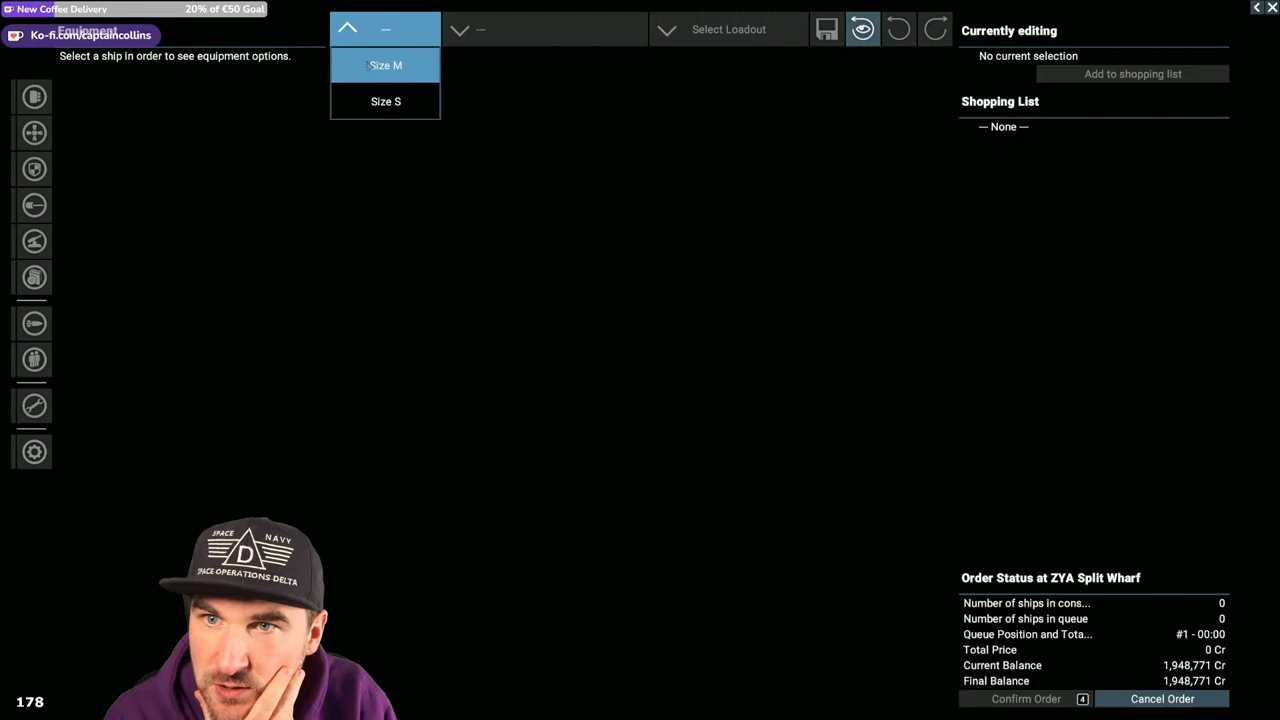 New Coffee Delivery
20% of €50 Goal
Equipment
Ko-fi.com/captaincollins
Select a ship in order to see equipment options.
—
Size M
Size S
—
Select Loadout
Currently editing
No current selection
Add to shopping list
Shopping List
— None —
SPACE NAVY
D
SPACE-OPERATIONS DELTA
178
Order Status at ZYA Split Wharf
Number of ships in cons... 0
Number of ships in queue 0
Queue Position and Tota... #1 - 00:00
Total Price 0 Cr
Current Balance 1,948,771 Cr
Final Balance 1,948,771 Cr
Confirm Order 4
Cancel Order